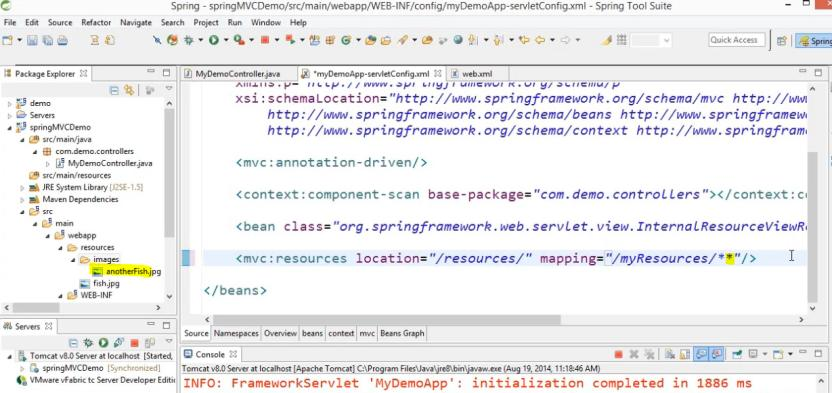 Spring - springMVCDemo/src/main/webapp/WEB-INF/config/myDemoApp-servletConfig.xml - Spring Tool Suite
File Edit Source Refactor Navigate Search Project Run Window Help
Quick Access
Spring
Package Explorer
demo
Servers
springMVCDemo
src/main/java
com.demo.controllers
MyDemoController.java
src/main/resources
JRE System Library [J2SE-1.5]
Maven Dependencies
src
main
webapp
resources
images
anotherFish.jpg
fish.jpg
WEB-INF
Servers
Tomcat v8.0 Server at localhost [Started,
springMVCDemo [Synchronized]
VMware vFabric tc Server Developer Editi
MyDemoController.java
*myDemoApp-servletConfig.xml
web.xml
xmlns:p="http://www.springframework.org/schema/p"
xsi:schemaLocation="http://www.springframework.org/schema/mvc http://www
http://www.springframework.org/schema/beans http://www.springfram
http://www.springframework.org/schema/context http://www.springfr
<mvc:annotation-driven/>
<context:component-scan base-package="com.demo.controllers"></context:co
<bean class="org.springframework.web.servlet.view.InternalResourceViewR
<mvc:resources location="/resources/" mapping="/myResources/**"/>
</beans>
Source Namespaces Overview beans context mvc Beans Graph
Console
Tomcat v8.0 Server at localhost [Apache Tomcat] C:\Program Files\Java\jre8\bin\javaw.exe (Aug 19, 2014, 11:18:46 AM)
INFO: FrameworkServlet 'MyDemoApp': initialization completed in 1886 ms